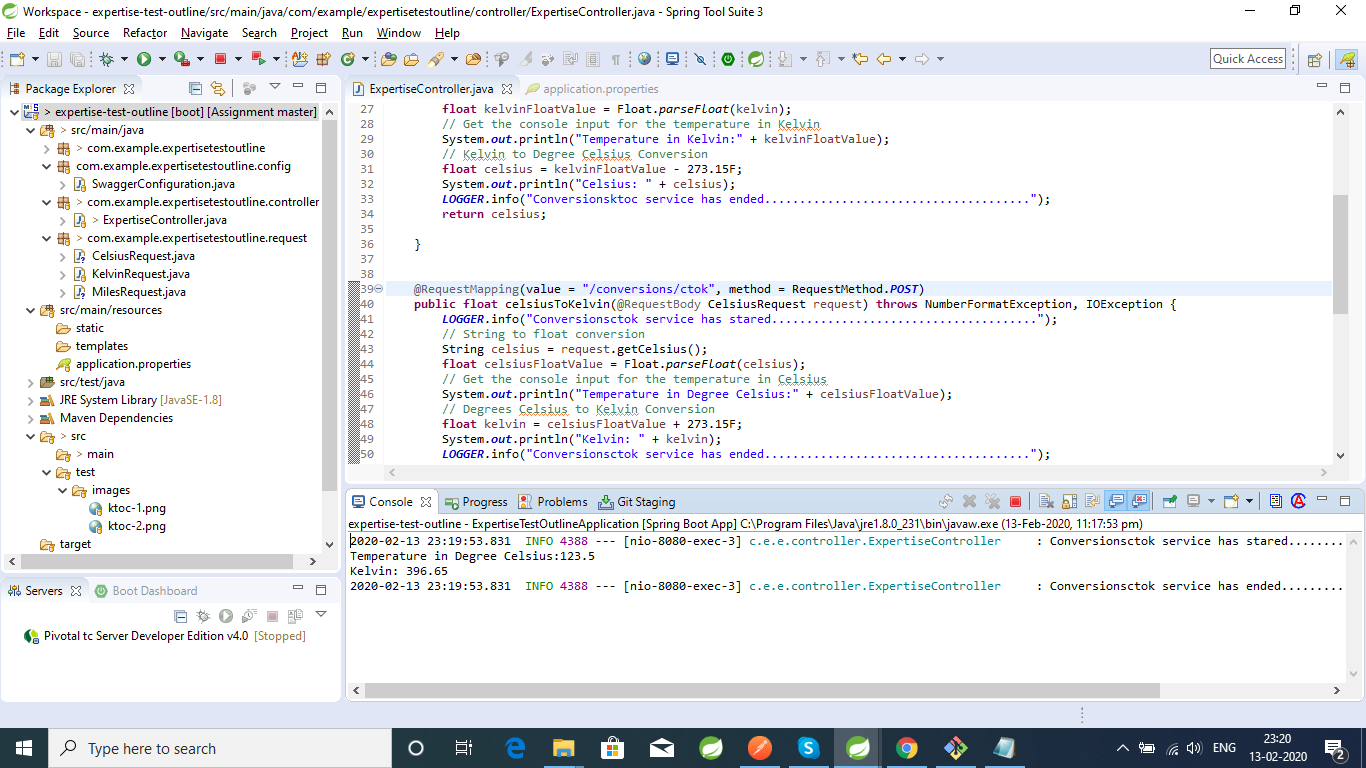 Workspace - expertise-test-outline/src/main/java/com/example/expertisetestoutline/controller/ExpertiseController.java - Spring Tool Suite 3
File Edit Source Refactor Navigate Search Project Run Window Help
Quick Access
Package Explorer
> expertise-test-outline [boot] [Assignment master]
> src/main/java
> com.example.expertisetestoutline
com.example.expertisetestoutline.config
SwaggerConfiguration.java
> com.example.expertisetestoutline.controller
> ExpertiseController.java
> com.example.expertisetestoutline.request
CelsiusRequest.java
KelvinRequest.java
MilesRequest.java
src/main/resources
static
templates
application.properties
src/test/java
JRE System Library [JavaSE-1.8]
Maven Dependencies
> src
> main
test
images
ktoc-1.png
ktoc-2.png
target
Servers Boot Dashboard
Pivotal tc Server Developer Edition v4.0 [Stopped]
ExpertiseController.java application.properties
27 float kelvinFloatValue = Float.parseFloat(kelvin);
28 // Get the console input for the temperature in Kelvin
29 System.out.println("Temperature in Kelvin:" + kelvinFloatValue);
30 // Kelvin to Degree Celsius Conversion
31 float celsius = kelvinFloatValue - 273.15F;
32 System.out.println("Celsius: " + celsius);
33 LOGGER.info("Conversionsktoc service has ended......................................");
34 return celsius;
35
36 }
37
38
39 @RequestMapping(value = "/conversions/ctok", method = RequestMethod.POST)
40 public float celsiusToKelvin(@RequestBody CelsiusRequest request) throws NumberFormatException, IOException {
41 LOGGER.info("Conversionsctok service has stared......................................");
42 // String to float conversion
43 String celsius = request.getCelsius();
44 float celsiusFloatValue = Float.parseFloat(celsius);
45 // Get the console input for the temperature in Celsius
46 System.out.println("Temperature in Degree Celsius:" + celsiusFloatValue);
47 // Degrees Celsius to Kelvin Conversion
48 float kelvin = celsiusFloatValue + 273.15F;
49 System.out.println("Kelvin: " + kelvin);
50 LOGGER.info("Conversionsctok service has ended......................................");
Console Progress Problems Git Staging
expertise-test-outline - ExpertiseTestOutlineApplication [Spring Boot App] C:\Program Files\Java\jre1.8.0_231\bin\javaw.exe (13-Feb-2020, 11:17:53 pm)
2020-02-13 23:19:53.831 INFO 4388 --- [nio-8080-exec-3] c.e.e.controller.ExpertiseController : Conversionsctok service has stared........
Temperature in Degree Celsius:123.5
Kelvin: 396.65
2020-02-13 23:19:53.831 INFO 4388 --- [nio-8080-exec-3] c.e.e.controller.ExpertiseController : Conversionsctok service has ended.........
Type here to search
ENG
23:20
13-02-2020
2